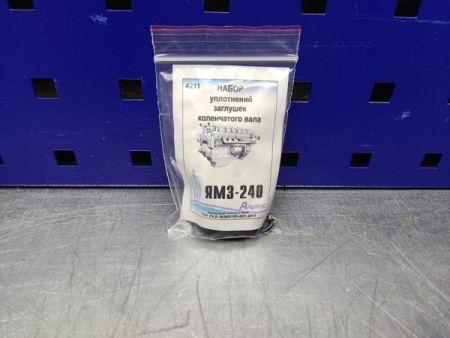 4211
НАБОР
уплотнений
заглушек
коленчатого вала
ЯМЗ-240